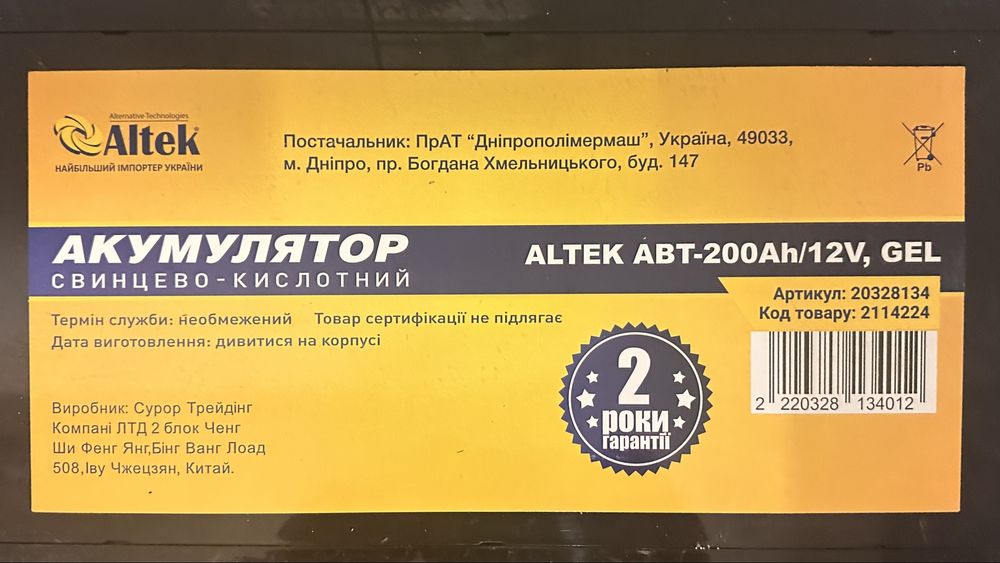 Alternative Technologies
Altek®
НАЙБІЛЬШИЙ ІМПОРТЕР УКРАЇНИ
Постачальник: ПрАТ “Дніпрополімермаш”, Україна, 49033,
м. Дніпро, пр. Богдана Хмельницького, буд. 147
Pb
АКУМУЛЯТОР
СВИНЦЕВО-КИСЛОТНИЙ
ALTEK ABT-200Ah/12V, GEL
Артикул: 20328134
Код товару: 2114224
Термін служби: необмежений Товар сертифікації не підлягає
Дата виготовлення: дивитися на корпусі
2 РОКИ
гарантії
2 220328 134012
Виробник: Сурор Трейдінг
Компані ЛТД 2 блок Ченг
Ши Фенг Янг,Бінг Ванг Лоад
508,Іву Чжецзян, Китай.